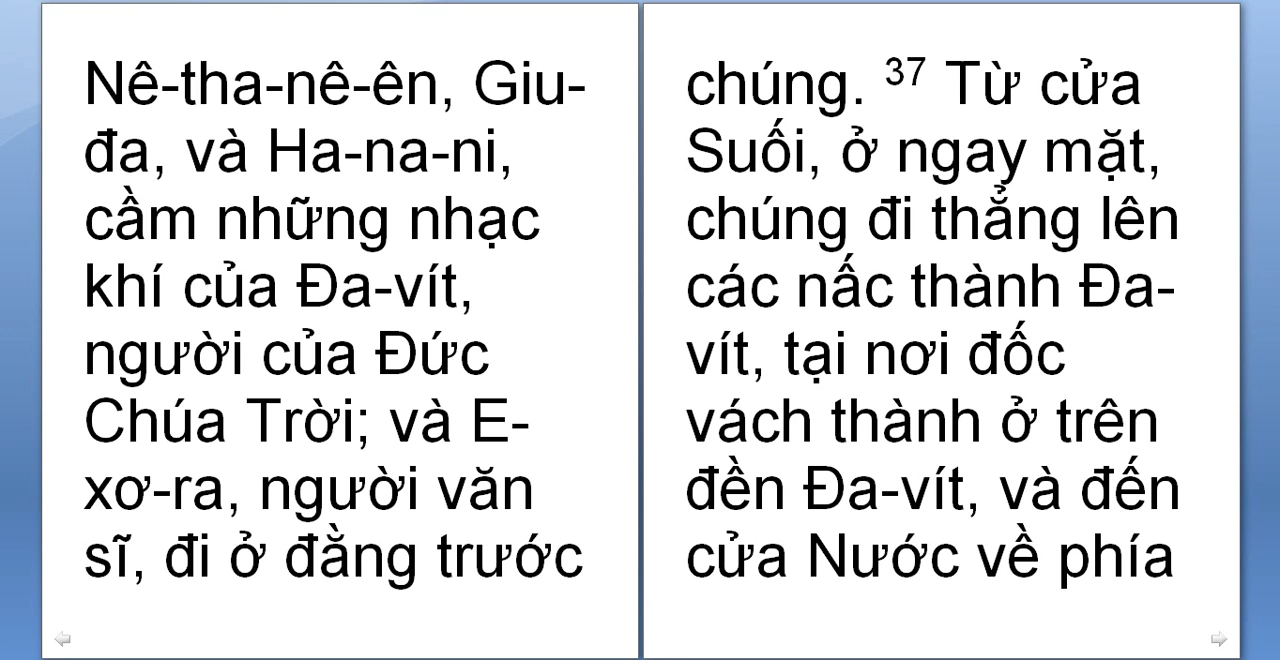 Nê-tha-nê-ên, Giu-
đa, và Ha-na-ni,
cầm những nhạc
khí của Đa-vít,
người của Đức
Chúa Trời; và E-
xơ-ra, người văn
sĩ, đi ở đằng trước
chúng. 37 Từ cửa
Suối, ở ngay mặt,
chúng đi thẳng lên
các nấc thành Đa-
vít, tại nơi đốc
vách thành ở trên
đền Đa-vít, và đến
cửa Nước về phía